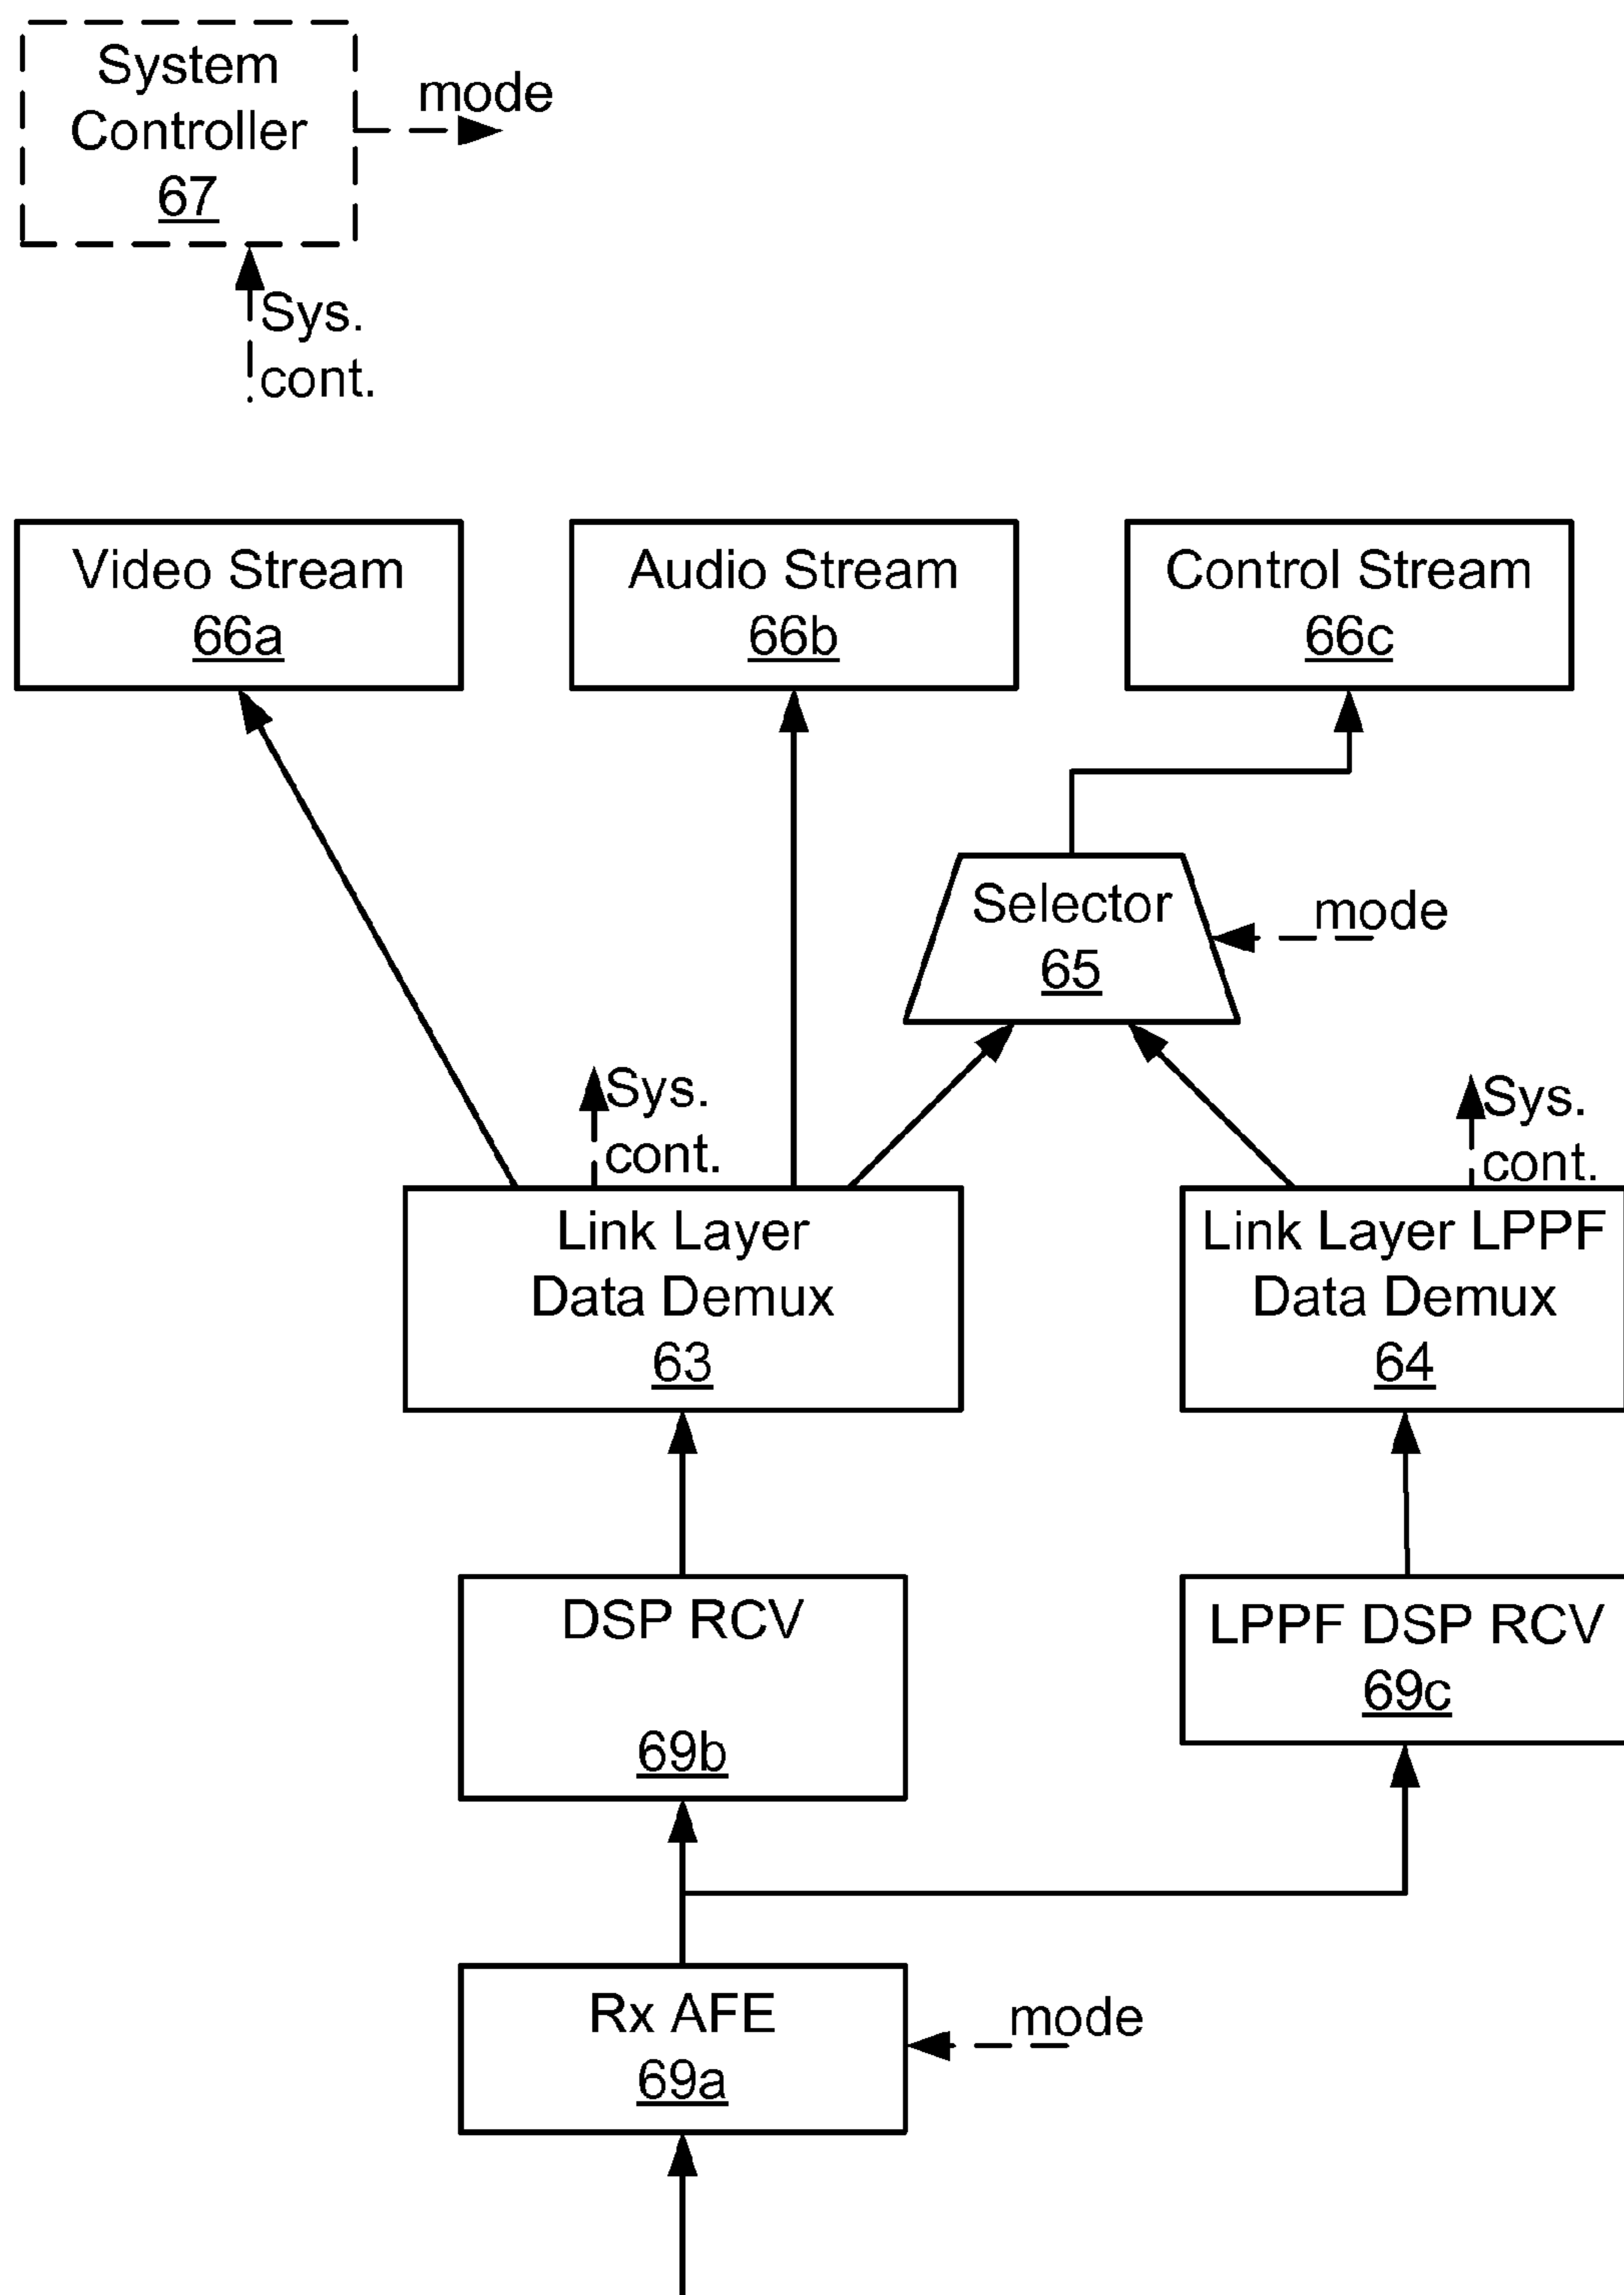 System
Controller
67
mode
Sys.
cont.
Video Stream
66a
Audio Stream
66b
Control Stream
66c
Selector
65
mode
Sys.
cont.
Sys.
cont.
Link Layer
Data Demux
63
Link Layer LPPF
Data Demux
64
DSP RCV
69b
LPPF DSP RCV
69c
Rx AFE
69a
mode